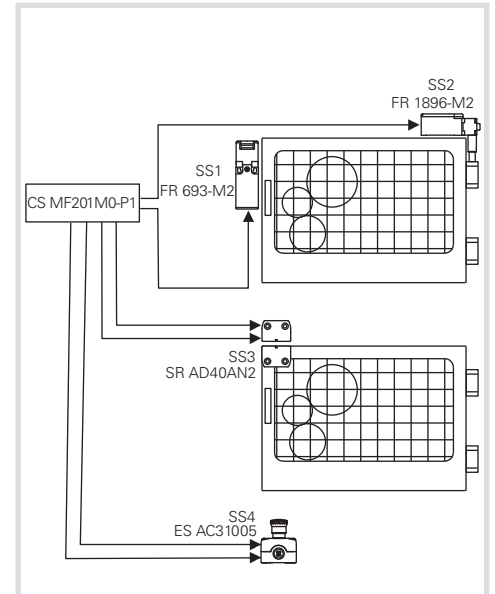 SS2
FR 1896-M2
SS1
FR 693-M2
CS MF201M0-P1
SS3
SR AD40AN2
SS4
ES AC31005